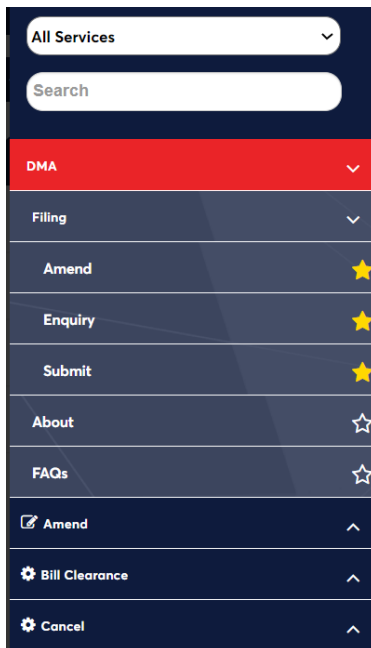 All Services
Search
DMA
Filing
Amend
Enquiry
Submit
About
FAQs
Amend
Bill Clearance
Cancel